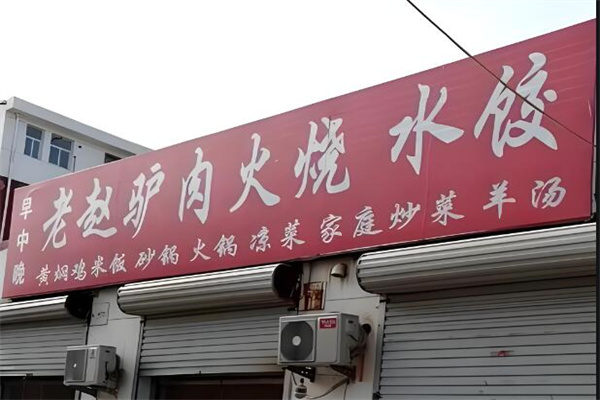 早中晚
老赵驴肉火烧 水饺
黄焖鸡米饭 砂锅 火锅 凉菜 家庭炒菜 羊汤